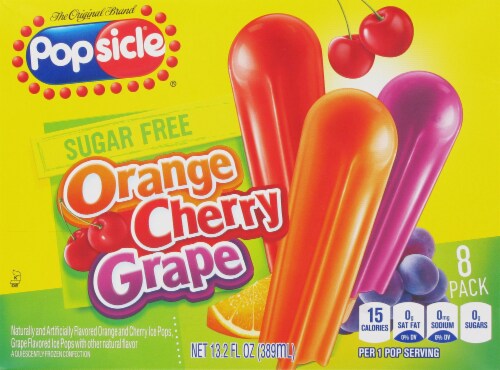 The Original Brand
Popsicle®
SUGAR FREE
Orange
Cherry
Grape
8
PACK
Naturally and Artificially Flavored Orange and Cherry Ice Pops.
Grape Flavored Ice Pops with other natural flavor
A QUIESCENTLY FROZEN CONFECTION
NET 13.2 FL OZ (389mL)
15
CALORIES
0g
SAT FAT
0% DV
0mg
SODIUM
0% DV
0g
SUGARS
PER 1 POP SERVING